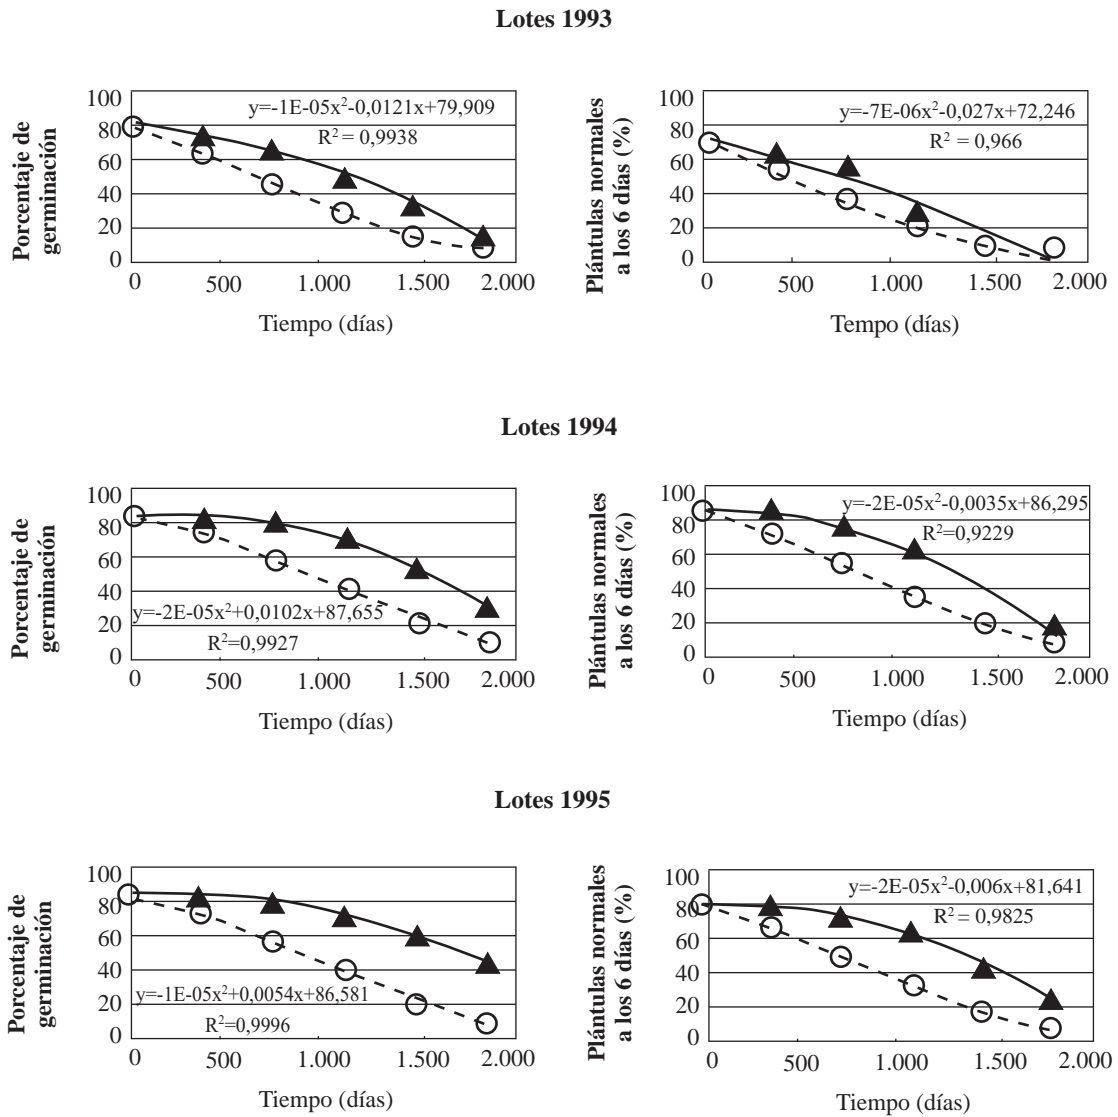 Lotes 1993
Porcentaje de
germinación
100
80
60
40
20
0
y=-1E-05x²-0,0121x+79,909
R² = 0,9938
0 500 1.000 1.500 2.000
Tiempo (días)
Plántulas normales
a los 6 días (%)
100
80
60
40
20
0
y=-7E-06x²-0,027x+72,246
R² = 0,966
0 500 1.000 1.500 2.000
Tempo (días)
Lotes 1994
Porcentaje de
germinación
100
80
60
40
20
0
y=-2E-05x²+0,0102x+87,655
R²=0,9927
0 500 1.000 1.500 2.000
Tiempo (días)
Plántulas normales
a los 6 días (%)
100
80
60
40
20
0
y=-2E-05x²-0,0035x+86,295
R²=0,9229
0 500 1.000 1.500 2.000
Tiempo (días)
Lotes 1995
Porcentaje de
germinación
100
80
60
40
20
0
y=-1E-05x²+0,0054x+86,581
R²=0,9996
0 500 1.000 1.500 2.000
Tiempo (días)
Plántulas normales
a los 6 días (%)
100
80
60
40
20
0
y=-2E-05x²-0,006x+81,641
R² = 0,9825
0 500 1.000 1.500 2.000
Tiempo (días)